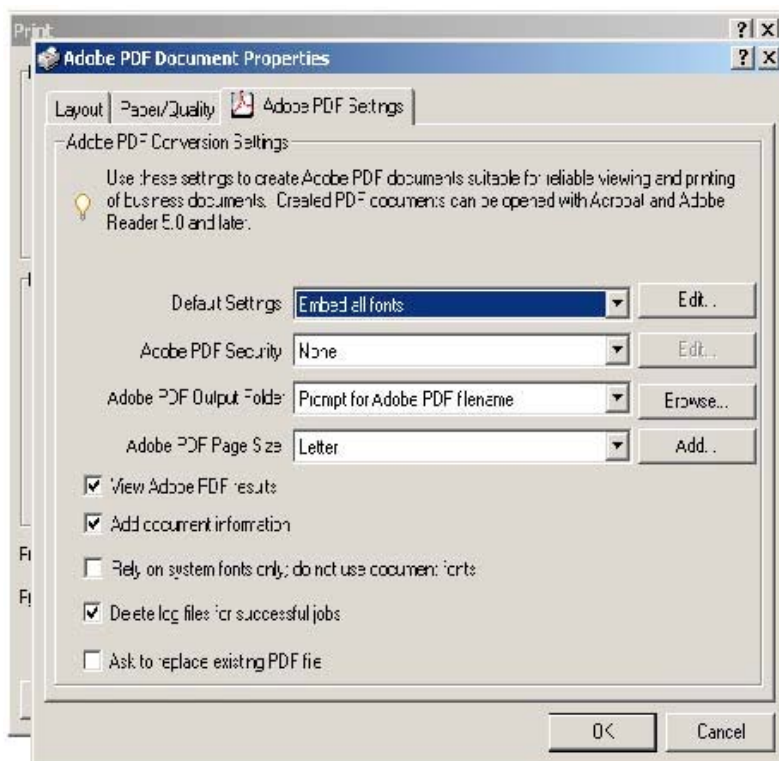 Print
Adobe PDF Document Properties
Layout
Paper/Quality
Adobe PDF Settings
Adobe PDF Conversion Settings
Use these settings to create Adobe PDF documents suitable for reliable viewing and printing
of business documents. Created PDF documents can be opened with Acrobat and Adobe
Reader 5.0 and later.
Default Settings Embed all fonts Edit...
Adobe PDF Security None Edit...
Adobe PDF Output Folder Prompt for Adobe PDF filename Browse...
Adobe PDF Page Size Letter Add...
View Adobe PDF results
Add document information
Rely on system fonts only; do not use document fonts
Delete log files for successful jobs
Ask to replace existing PDF file
OK Cancel